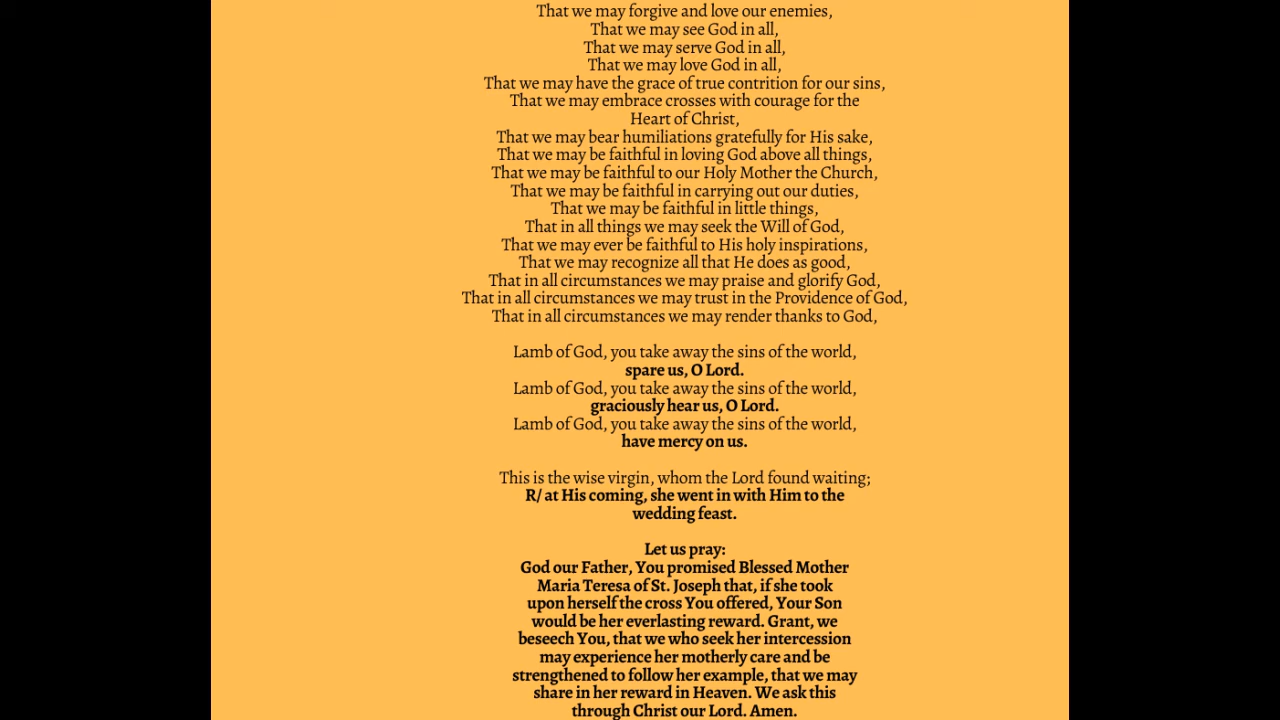 That we may forgive and love our enemies,
That we may see God in all,
That we may serve God in all,
That we may love God in all,
That we may have the grace of true contrition for our sins,
That we may embrace crosses with courage for the
Heart of Christ,
That we may bear humiliations gratefully for His sake,
That we may be faithful in loving God above all things,
That we may be faithful to our Holy Mother the Church,
That we may be faithful in carrying out our duties,
That we may be faithful in little things,
That in all things we may seek the Will of God,
That we may ever be faithful to His holy inspirations,
That we may recognize all that He does as good,
That in all circumstances we may praise and glorify God,
That in all circumstances we may trust in the Providence of God,
That in all circumstances we may render thanks to God,
Lamb of God, you take away the sins of the world,
spare us, O Lord.
Lamb of God, you take away the sins of the world,
graciously hear us, O Lord.
Lamb of God, you take away the sins of the world,
have mercy on us.
This is the wise virgin, whom the Lord found waiting;
R/ at His coming, she went in with Him to the
wedding feast.
Let us pray:
God our Father, You promised Blessed Mother
Maria Teresa of St. Joseph that, if she took
upon herself the cross You offered, Your Son
would be her everlasting reward. Grant, we
beseech You, that we who seek her intercession
may experience her motherly care and be
strengthened to follow her example, that we may
share in her reward in Heaven. We ask this
through Christ our Lord. Amen.